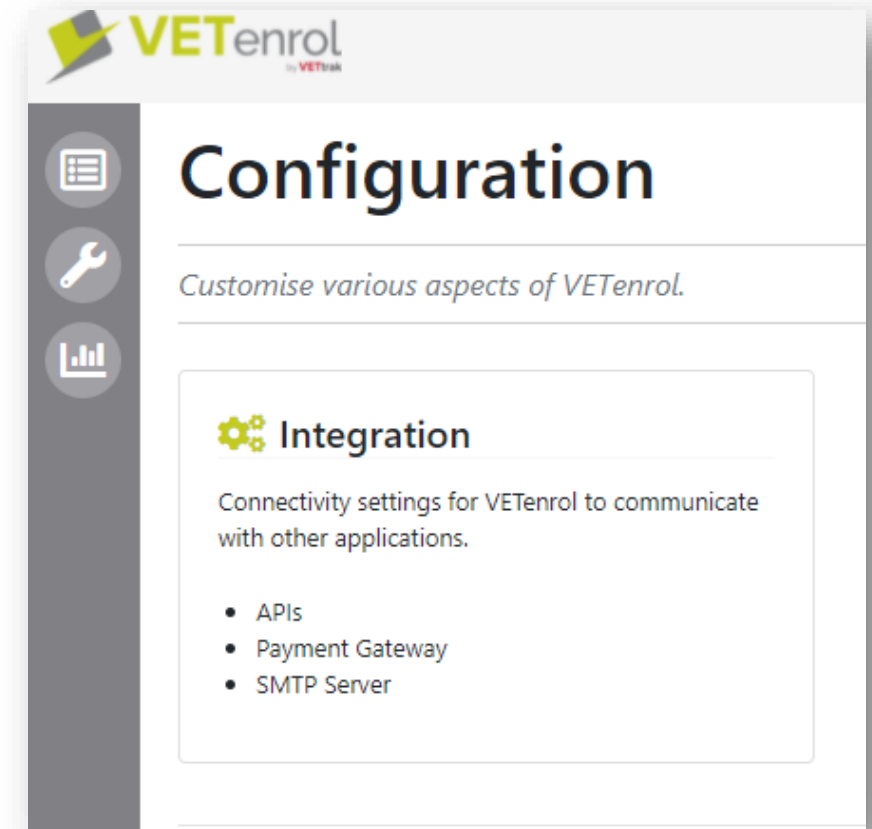 VETenrol
by VETtrak
Configuration
Customise various aspects of VETenrol.
Integration
Connectivity settings for VETenrol to communicate
with other applications.
• APIs
• Payment Gateway
• SMTP Server